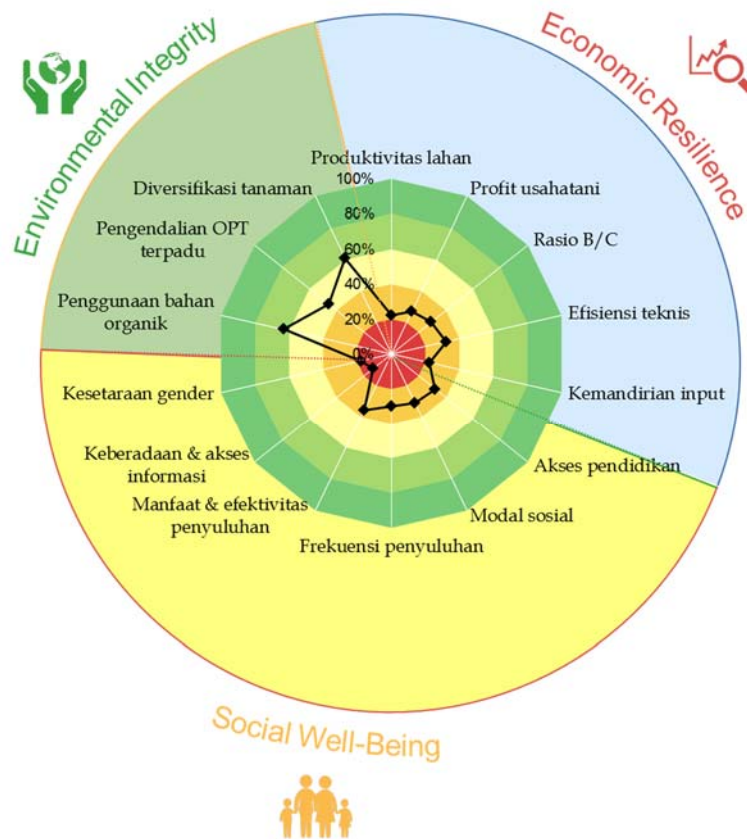 Environmental Integrity
Economic Resilience
Produktivitas lahan
100%
80%
60%
40%
20%
0%
Profit usahatani
Rasio B/C
Efisiensi teknis
Kemandirian input
Akses pendidikan
Modal sosial
Frekuensi penyuluhan
Manfaat & efektivitas
penyuluhan
Keberadaan & akses
informasi
Kesetaraan gender
Penggunaan bahan
organik
Pengendalian OPT
terpadu
Diversifikasi tanaman
Social Well-Being